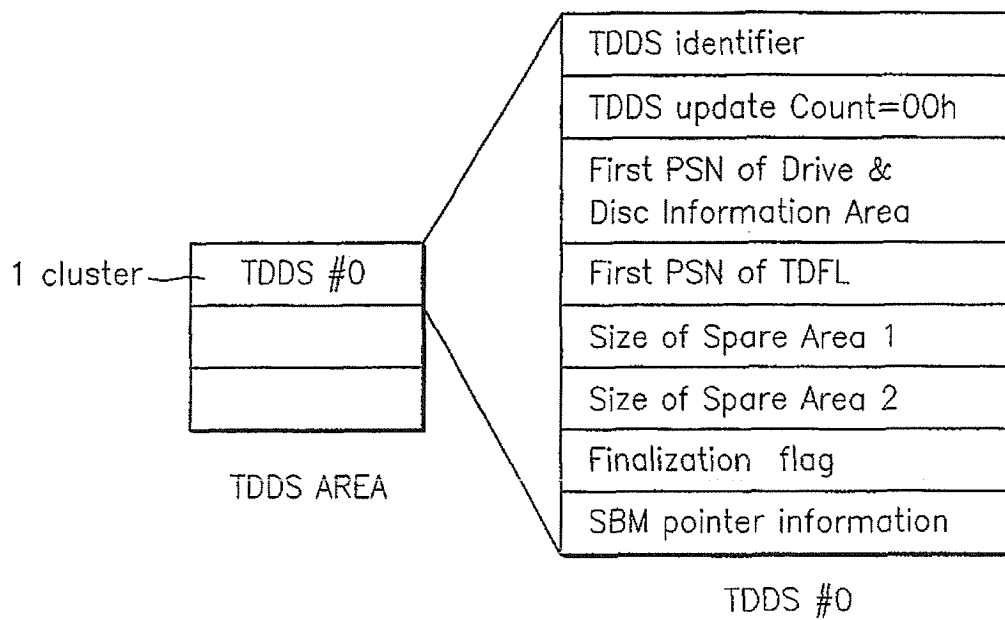 TDDS identifier
TDDS update Count=00h
First PSN of Drive &
Disc Information Area
1 cluster
TDDS #0
First PSN of TDFL
Size of Spare Area 1
Size of Spare Area 2
Finalization flag
SBM pointer information
TDDS AREA
TDDS #0